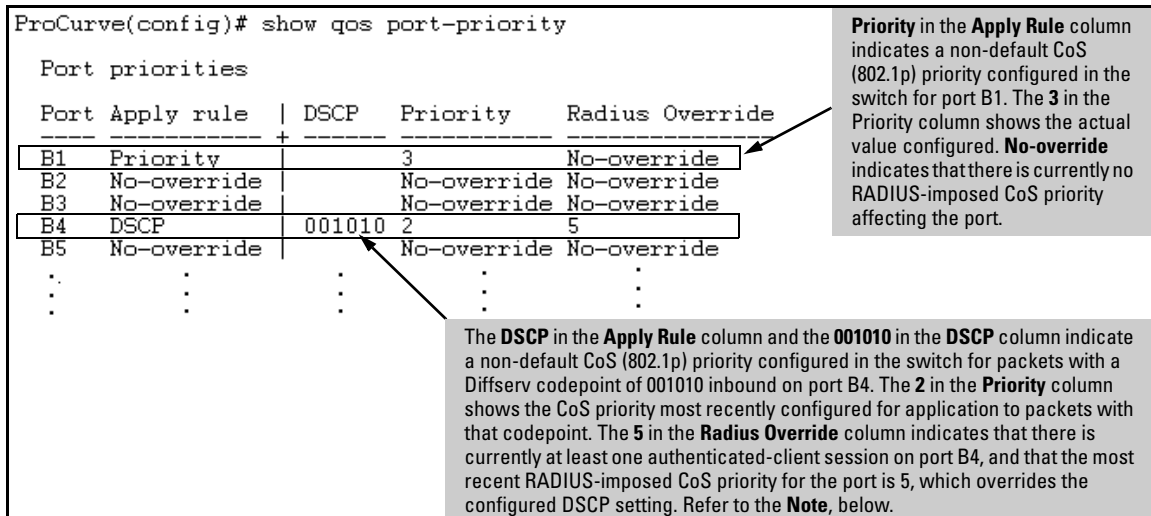 ProCurve(config)# show qos port-priority
Port priorities
Port Apply rule | DSCP Priority Radius Override
---- ----------- + ------ ----------- ---------------
B1 Priority | 3 No-override
B2 No-override | No-override No-override
B3 No-override | No-override No-override
B4 DSCP | 001010 2 5
B5 No-override | No-override No-override
Priority in the Apply Rule column
indicates a non-default CoS
(802.1p) priority configured in the
switch for port B1. The 3 in the
Priority column shows the actual
value configured. No-override
indicates that there is currently no
RADIUS-imposed CoS priority
affecting the port.
The DSCP in the Apply Rule column and the 001010 in the DSCP column indicate
a non-default CoS (802.1p) priority configured in the switch for packets with a
Diffserv codepoint of 001010 inbound on port B4. The 2 in the Priority column
shows the CoS priority most recently configured for application to packets with
that codepoint. The 5 in the Radius Override column indicates that there is
currently at least one authenticated-client session on port B4, and that the most
recent RADIUS-imposed CoS priority for the port is 5, which overrides the
configured DSCP setting. Refer to the Note, below.